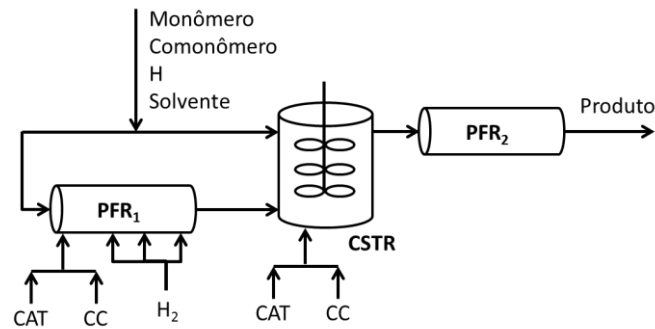 Monômero
Comonômero
H
Solvente
Produto
PFR₂
PFR₁
CSTR
CAT
CC
H₂
CAT
CC